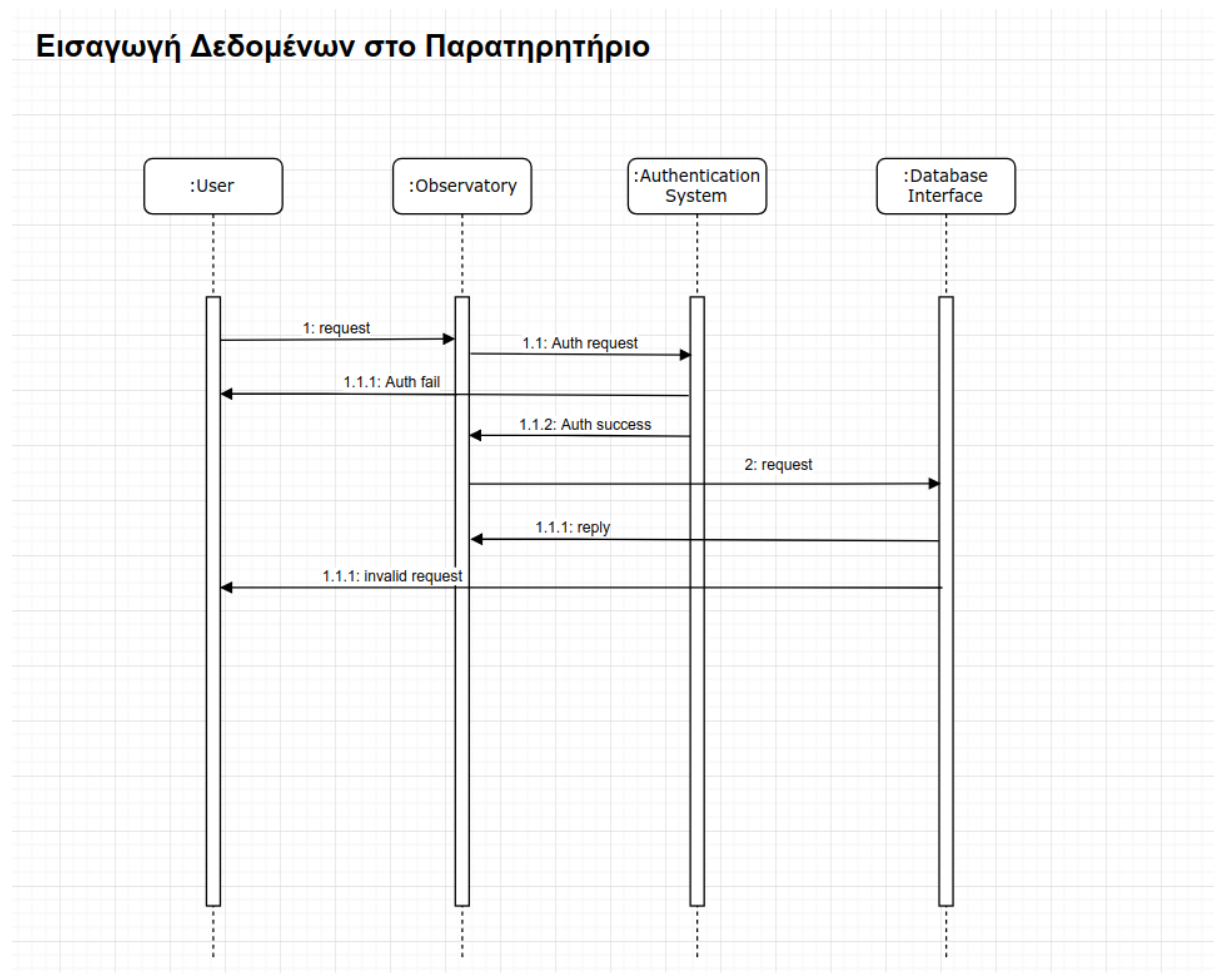 Εισαγωγή Δεδομένων στο Παρατηρητήριο
:User
:Observatory
:Authentication
System
:Database
Interface
1: request
1.1: Auth request
1.1.1: Auth fail
1.1.2: Auth success
2: request
1.1.1: reply
1.1.1: invalid request